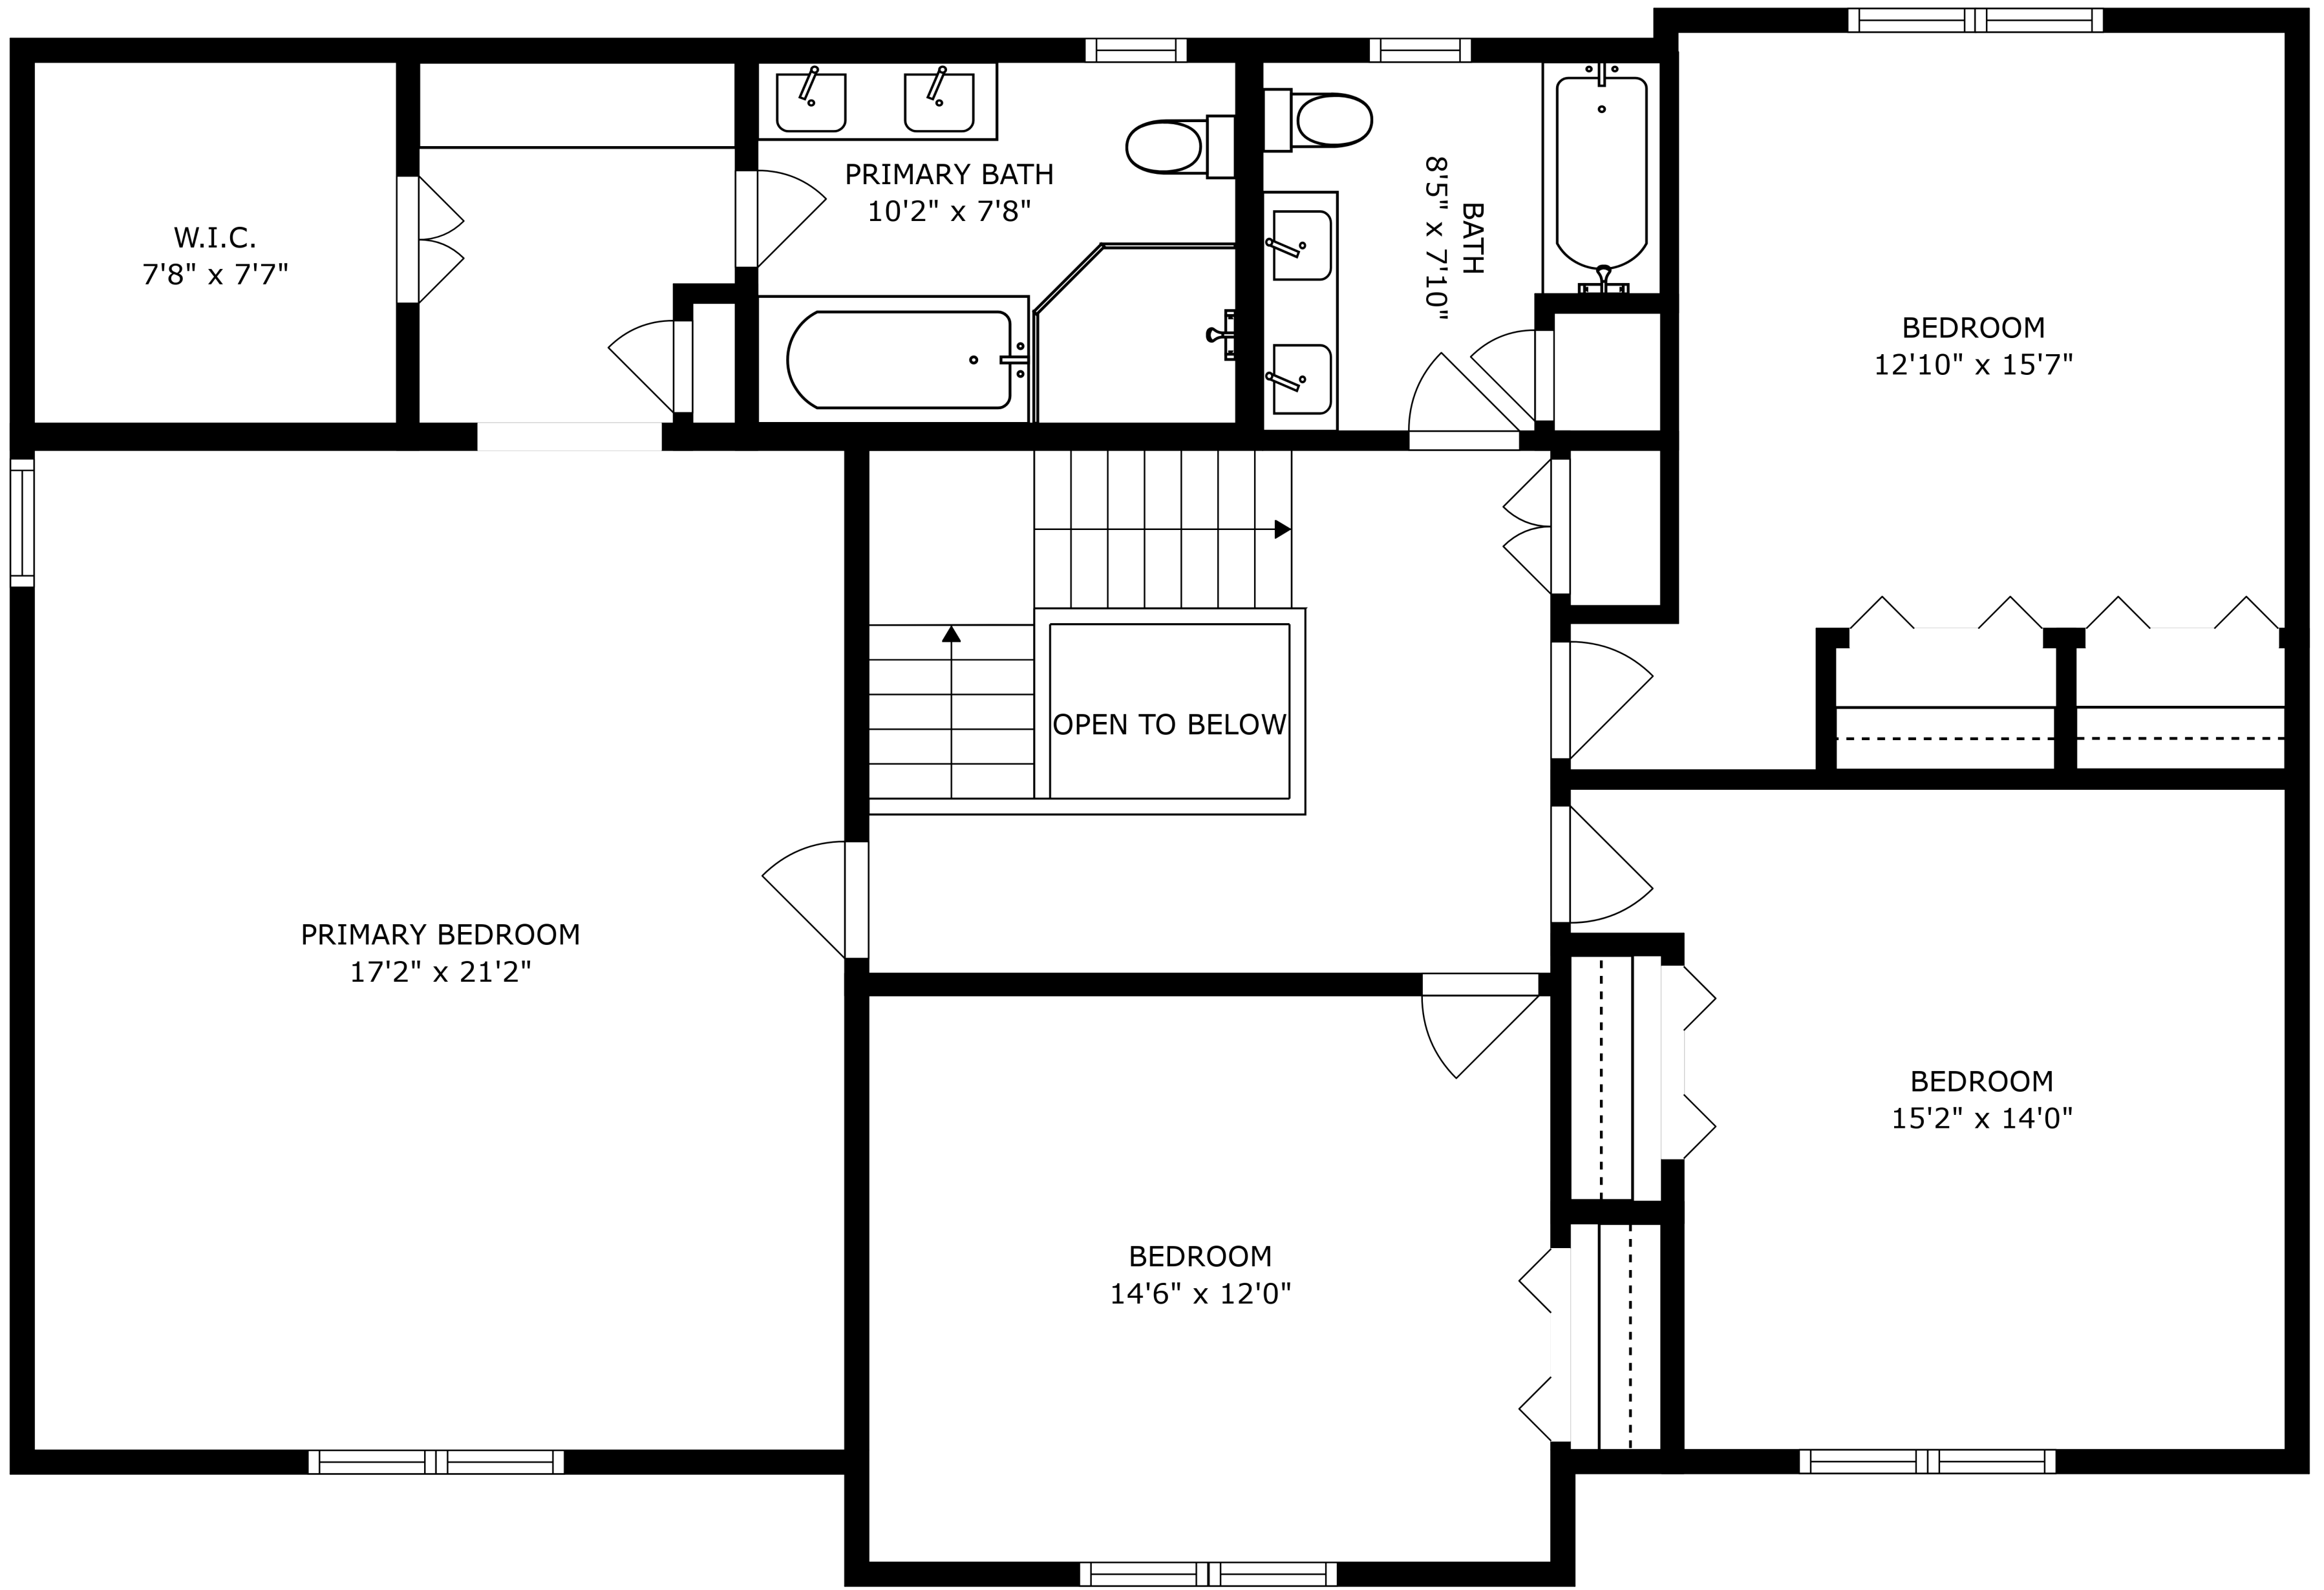 W.I.C.
7'8" x 7'7"
PRIMARY BATH
10'2" x 7'8"
BATH
8'5" x 7'10"
BEDROOM
12'10" x 15'7"
OPEN TO BELOW
PRIMARY BEDROOM
17'2" x 21'2"
BEDROOM
14'6" x 12'0"
BEDROOM
15'2" x 14'0"